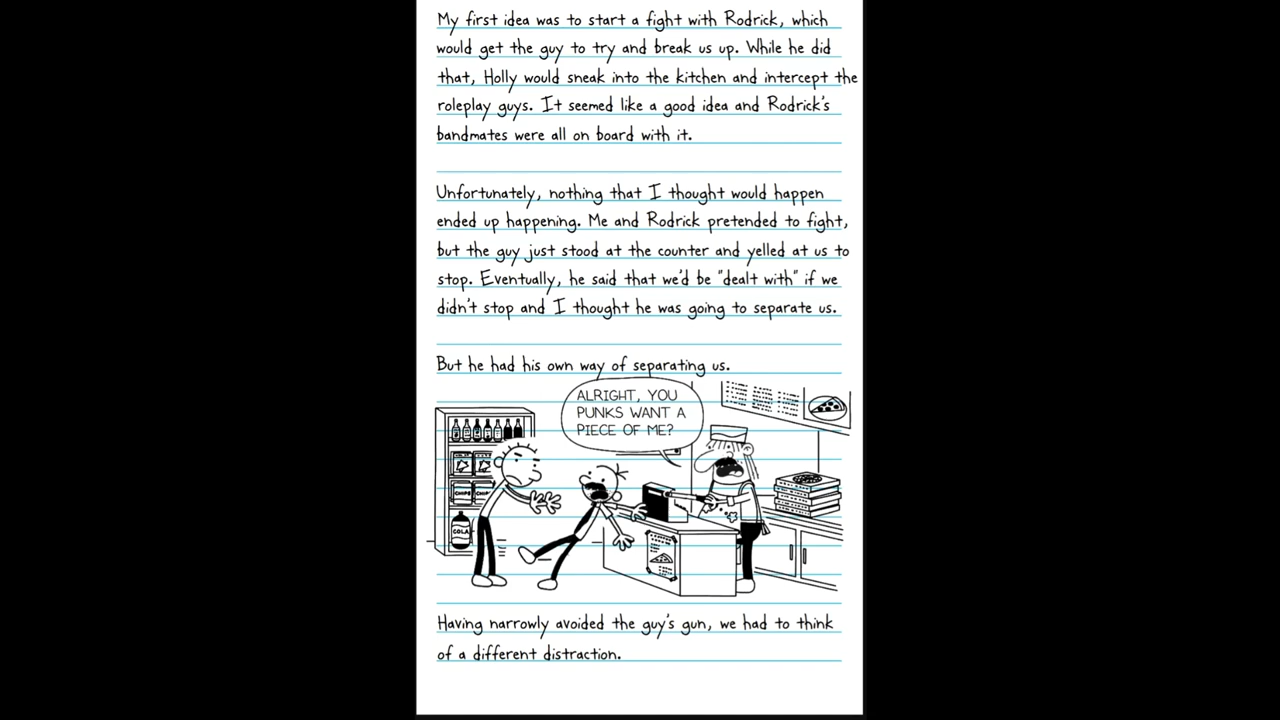 My first idea was to start a fight with Rodrick, which
would get the guy to try and break us up. While he did
that, Holly would sneak into the kitchen and intercept the
roleplay guys. It seemed like a good idea and Rodrick's
bandmates were all on board with it.
Unfortunately, nothing that I thought would happen
ended up happening. Me and Rodrick pretended to fight,
but the guy just stood at the counter and yelled at us to
stop. Eventually, he said that we'd be "dealt with" if we
didn't stop and I thought he was going to separate us.
But he had his own way of separating us.
ALRIGHT, YOU
PUNKS WANT A
PIECE OF ME?
CHIPS
COLA
Having narrowly avoided the guy's gun, we had to think
of a different distraction.